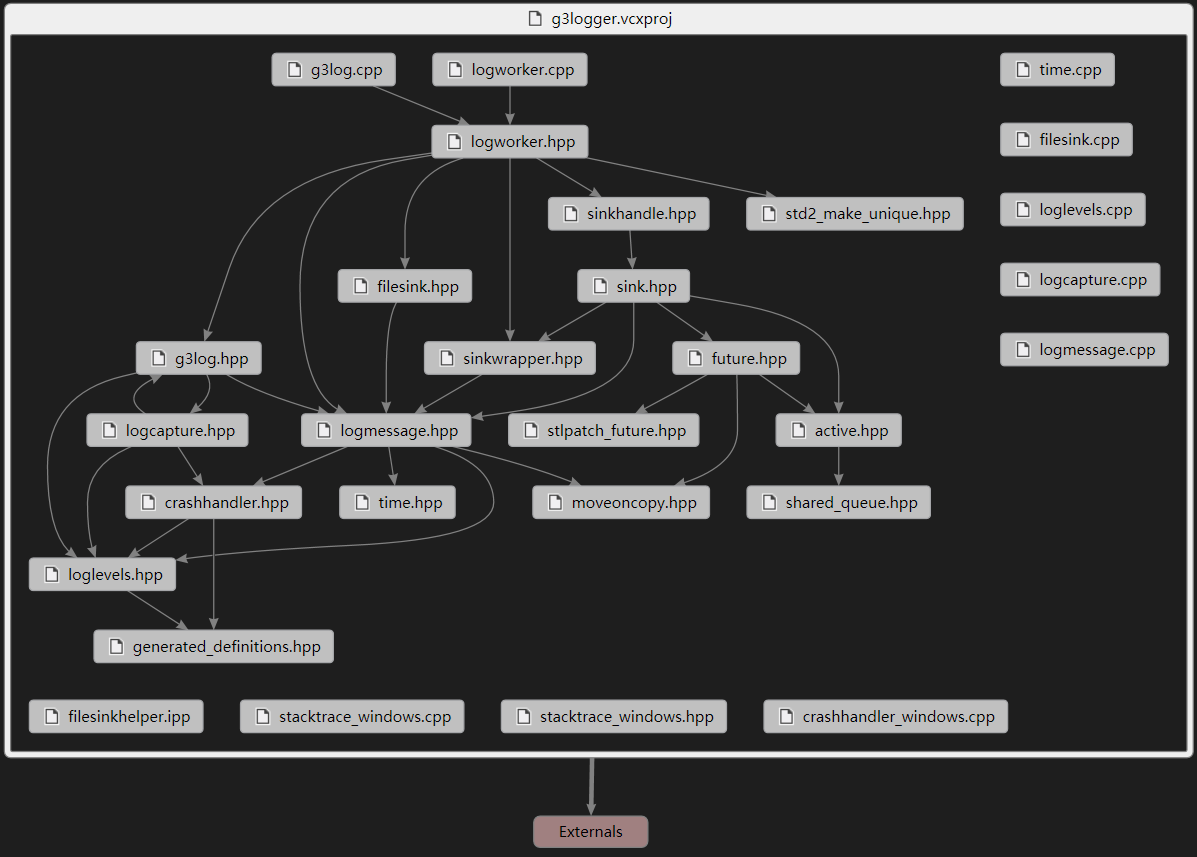 g3logger.vcxproj
g3log.cpp
logworker.cpp
time.cpp
logworker.hpp
filesink.cpp
sinkhandle.hpp
std2_make_unique.hpp
loglevels.cpp
filesink.hpp
sink.hpp
logcapture.cpp
g3log.hpp
sinkwrapper.hpp
future.hpp
logmessage.cpp
logcapture.hpp
logmessage.hpp
stlpatch_future.hpp
active.hpp
crashhandler.hpp
time.hpp
moveoncopy.hpp
shared_queue.hpp
loglevels.hpp
generated_definitions.hpp
filesinkhelper.ipp
stacktrace_windows.cpp
stacktrace_windows.hpp
crashhandler_windows.cpp
Externals